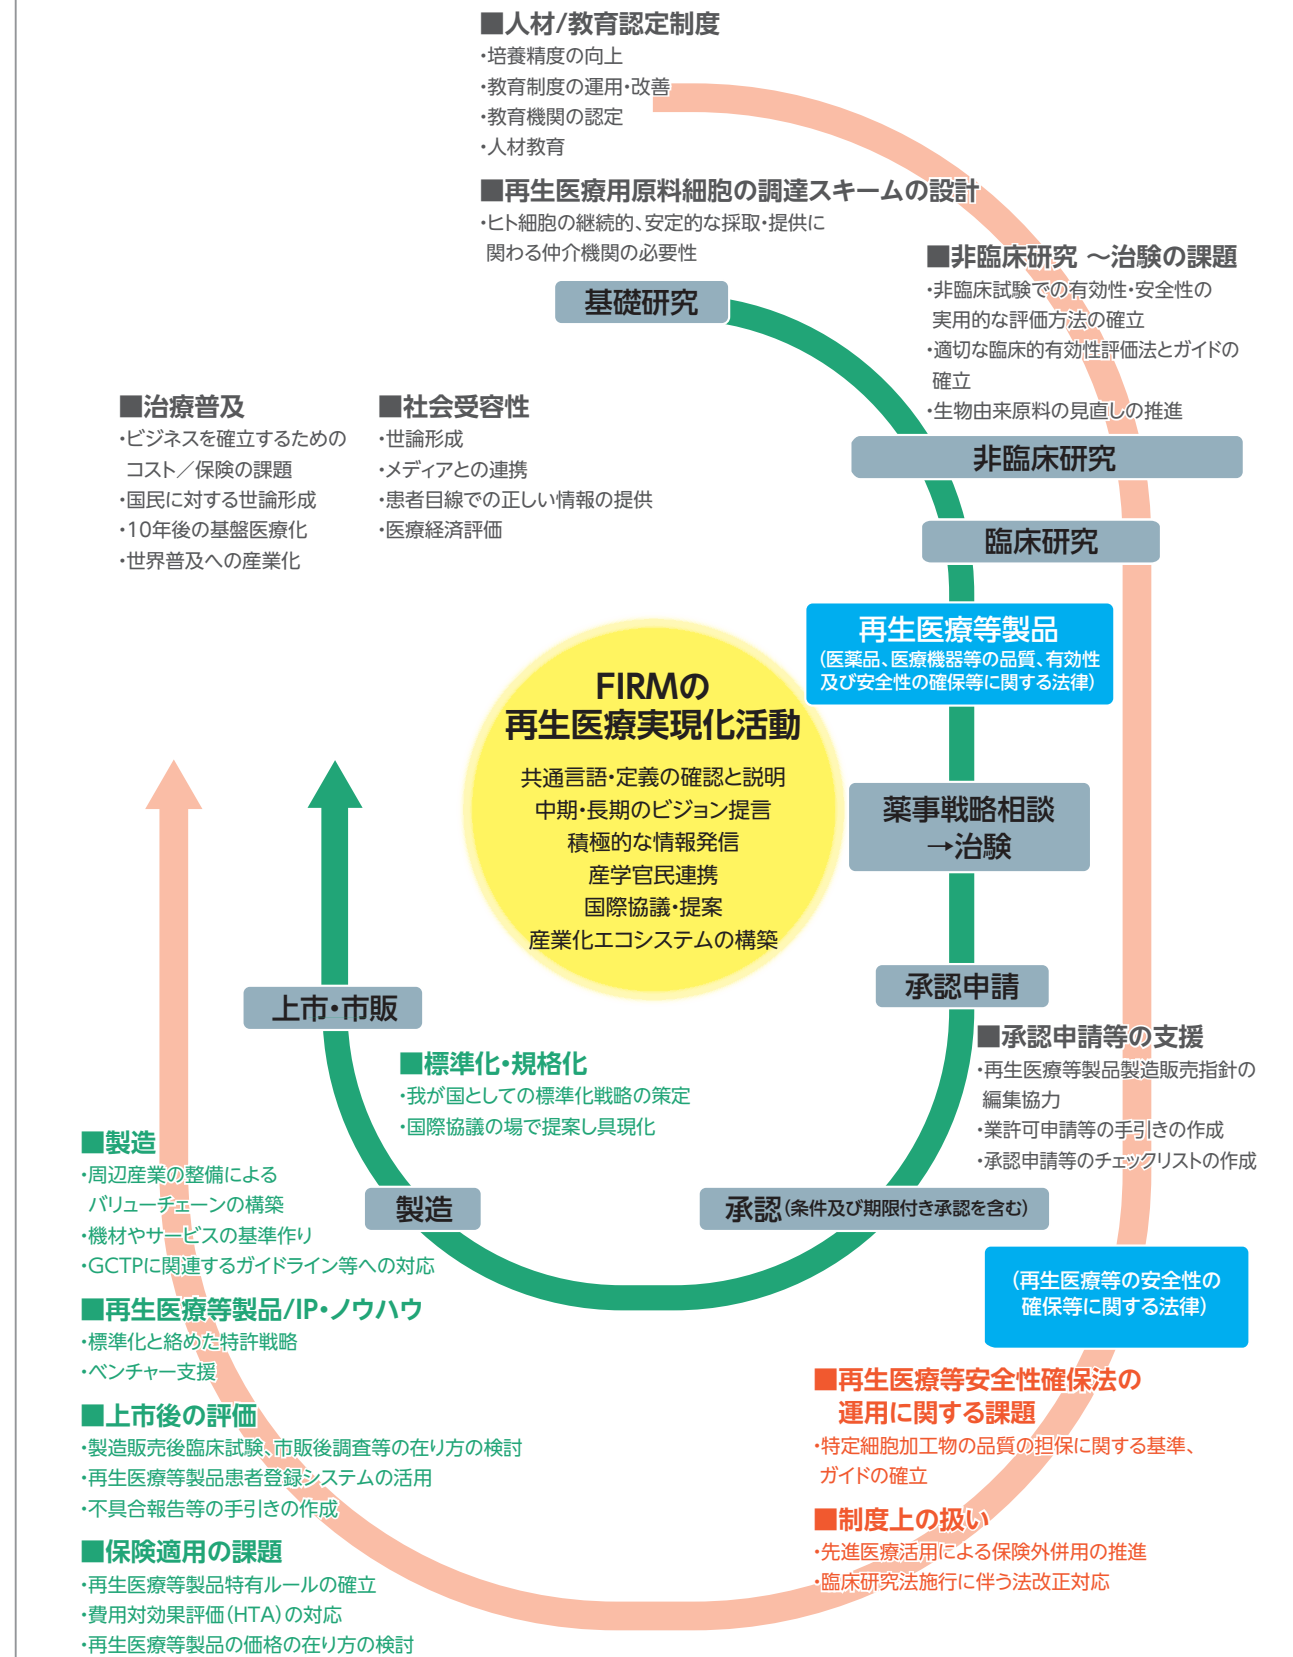 ■人材/教育認定制度
・培養精度の向上
・教育制度の運用・改善
・教育機関の認定
・人材教育
■再生医療用原料細胞の調達スキームの設計
・ヒト細胞の継続的、安定的な採取・提供に
関わる仲介機関の必要性
■非臨床研究 ～治験の課題
・非臨床試験での有効性・安全性の
実用的な評価方法の確立
・適切な臨床的有効性評価法とガイドの
確立
・生物由来原料の見直しの推進
基礎研究
非臨床研究
臨床研究
■治療普及
・ビジネスを確立するための
コスト／保険の課題
・国民に対する世論形成
・10年後の基盤医療化
・世界普及への産業化
■社会受容性
・世論形成
・メディアとの連携
・患者目線での正しい情報の提供
・医療経済評価
再生医療等製品
(医薬品、医療機器等の品質、有効性
及び安全性の確保等に関する法律)
FIRMの
再生医療実現化活動
共通言語・定義の確認と説明
中期・長期のビジョン提言
積極的な情報発信
産学官民連携
国際協議・提案
産業化エコシステムの構築
薬事戦略相談
→治験
承認申請
■承認申請等の支援
・再生医療等製品製造販売指針の
編集協力
・業許可申請等の手引きの作成
・承認申請等のチェックリストの作成
上市・市販
■標準化・規格化
・我が国としての標準化戦略の策定
・国際協議の場で提案し具現化
製造
承認(条件及び期限付き承認を含む)
(再生医療等の安全性の
確保等に関する法律)
■製造
・周辺産業の整備による
バリューチェーンの構築
・機材やサービスの基準作り
・GCTPに関連するガイドライン等への対応
■再生医療等製品/IP・ノウハウ
・標準化と絡めた特許戦略
・ベンチャー支援
■上市後の評価
・製造販売後臨床試験、市販後調査等の在り方の検討
・再生医療等製品患者登録システムの活用
・不具合報告等の手引きの作成
■保険適用の課題
・再生医療等製品特有ルールの確立
・費用対効果評価(HTA)の対応
・再生医療等製品の価格の在り方の検討
■再生医療等安全性確保法の
運用に関する課題
・特定細胞加工物の品質の担保に関する基準、
ガイドの確立
■制度上の扱い
・先進医療活用による保険外併用の推進
・臨床研究法施行に伴う法改正対応